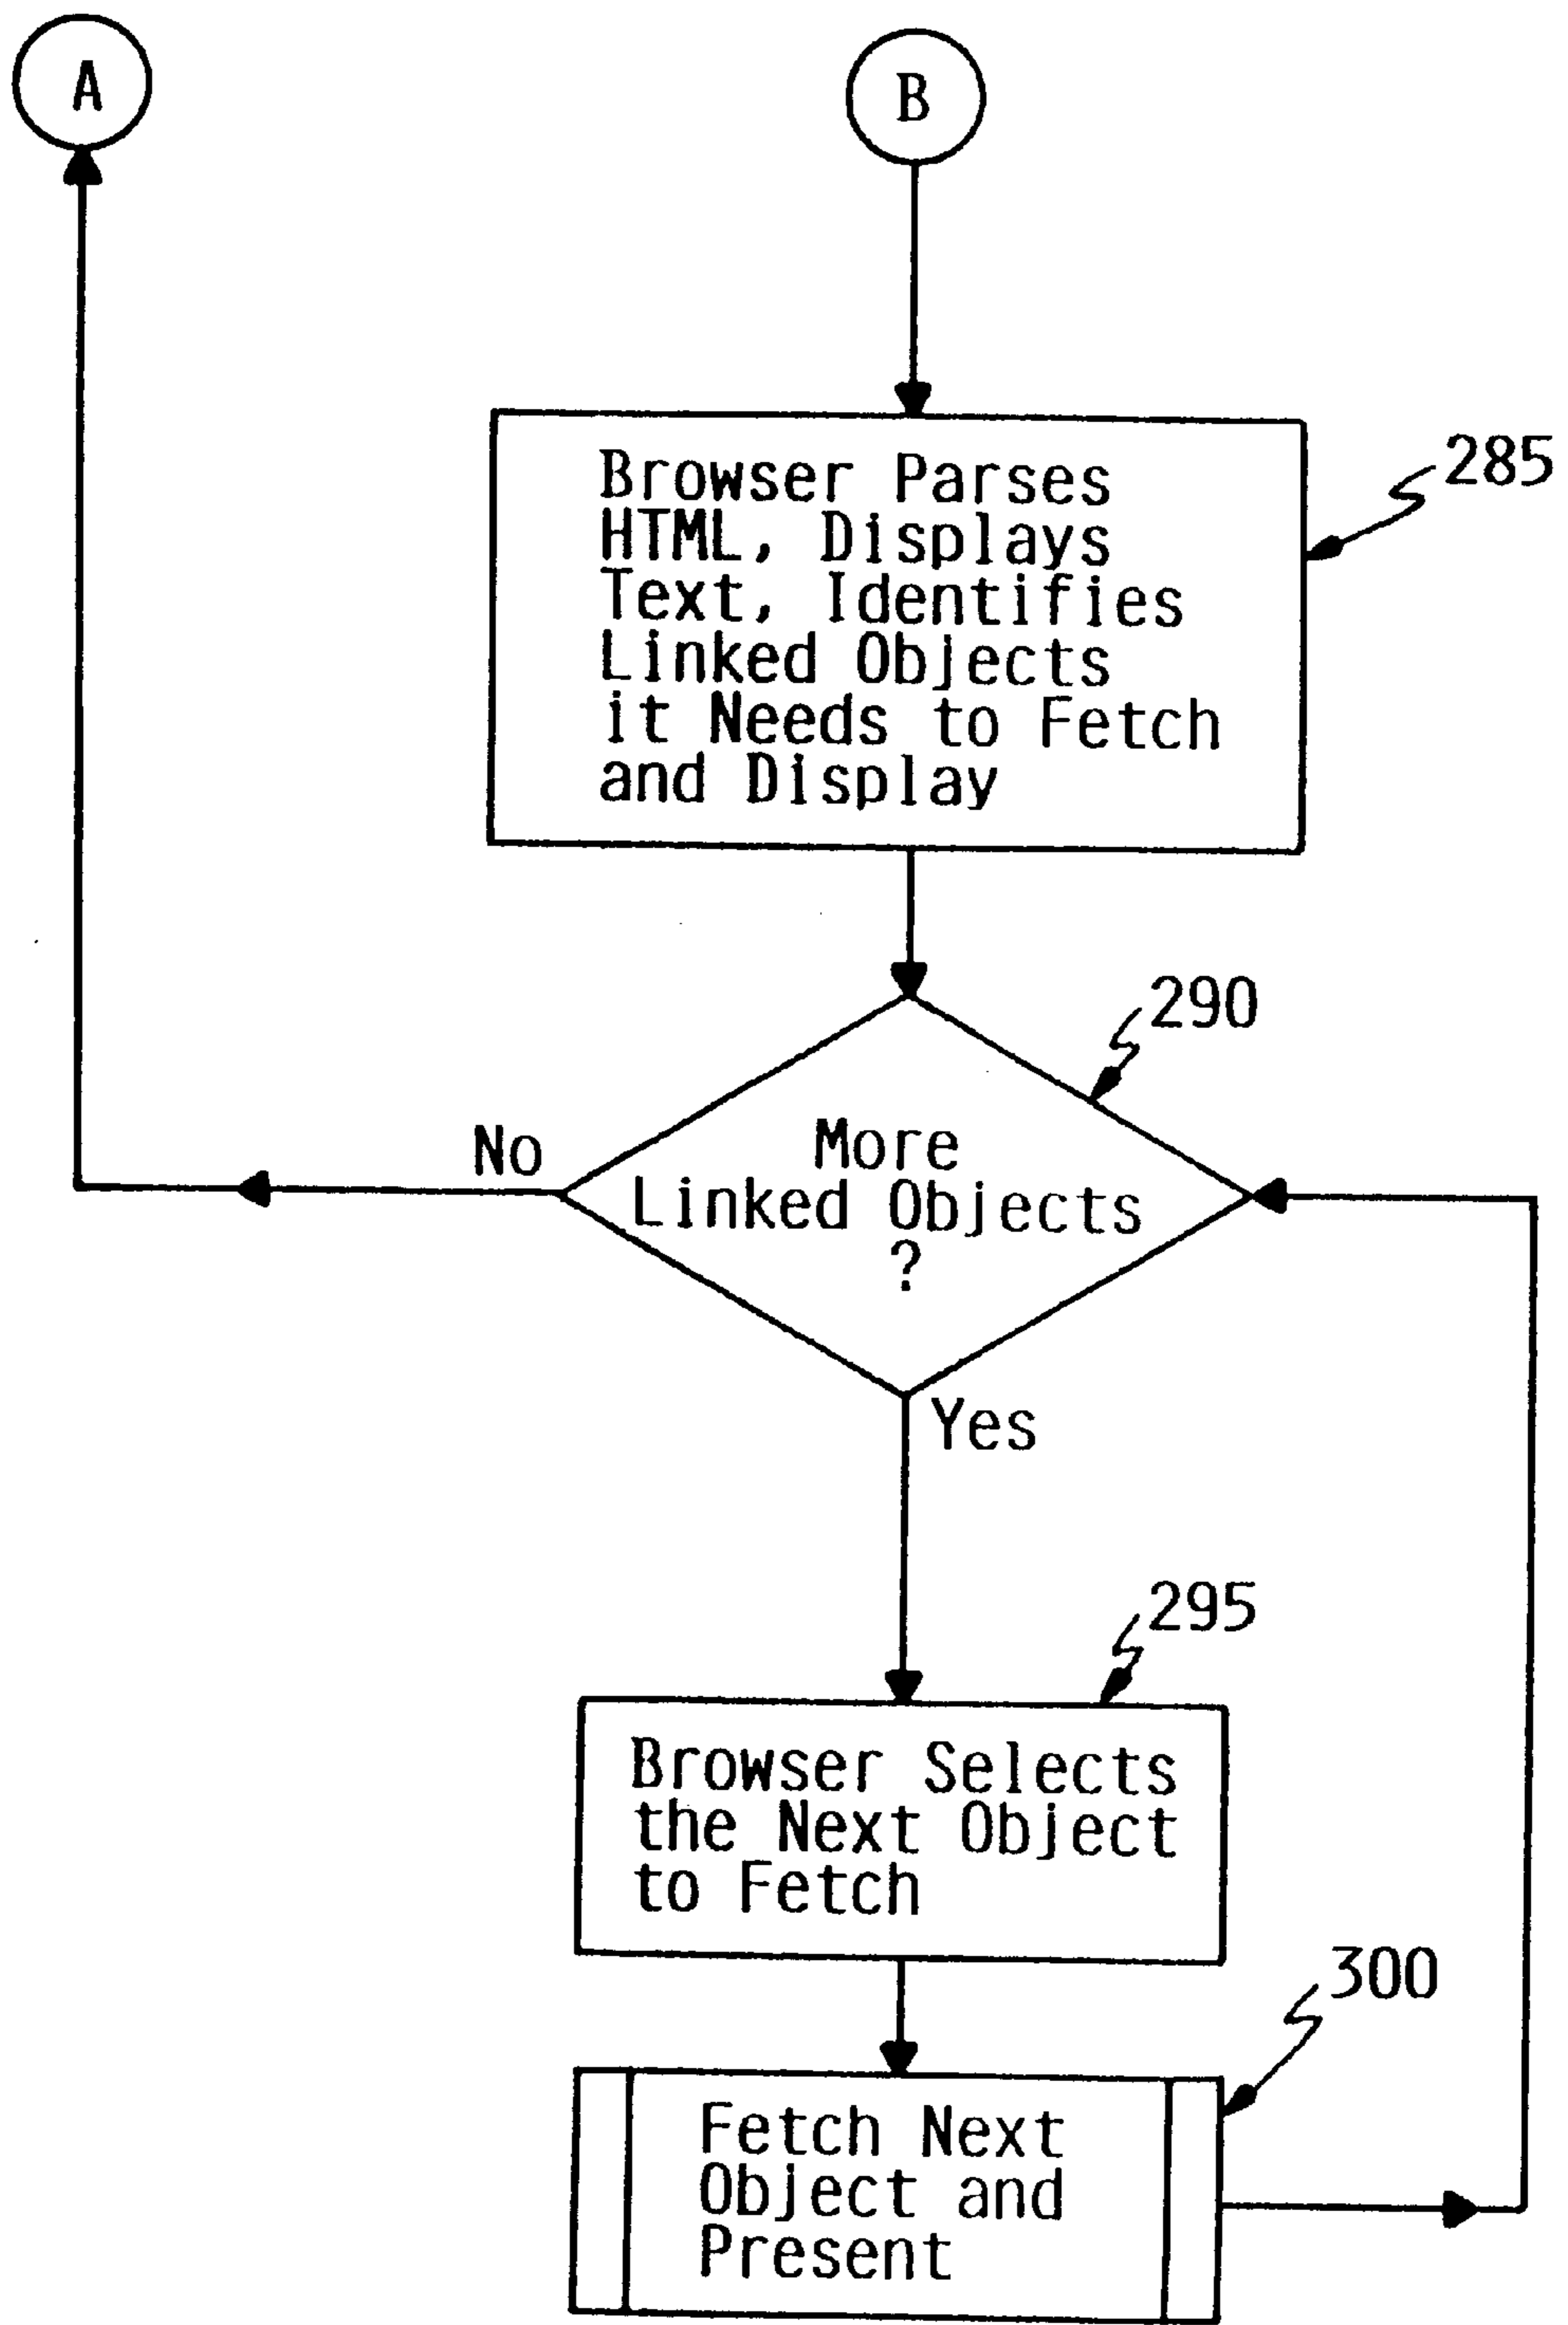 A
B
Browser Parses
HTML, Displays
Text, Identifies
Linked Objects
it Needs to Fetch
and Display
285
290
No
More
Linked Objects
?
Yes
295
Browser Selects
the Next Object
to Fetch
300
Fetch Next
Object and
Present